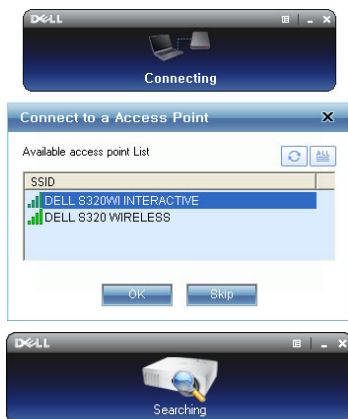 DELL
Connecting
Connect to a Access Point
Available access point List
ALL
SSID
DELL S320WI INTERACTIVE
DELL S320 WIRELESS
OK
Skip
DELL
Searching